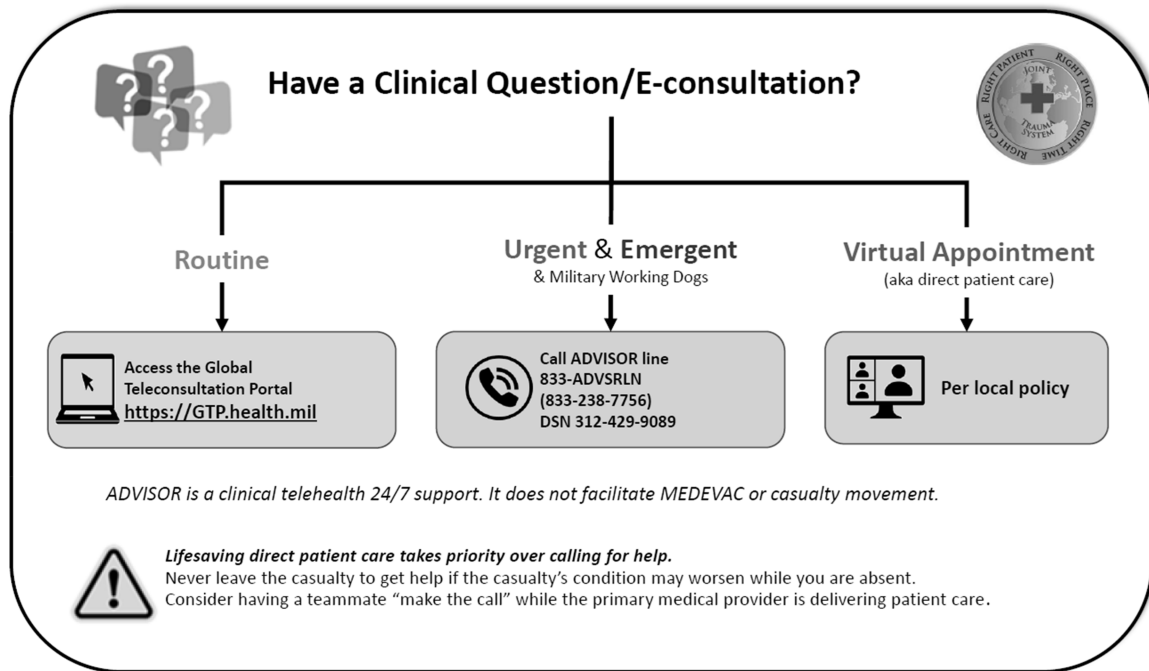 Have a Clinical Question/E-consultation?
RIGHT PATIENT
RIGHT PLACE
RIGHT TIME
RIGHT CARE
JOINT
TRAUMA
SYSTEM
? ? ? ?
Routine
Access the Global
Teleconsultation Portal
https://GTP.health.mil
Urgent & Emergent
& Military Working Dogs
Call ADVISOR line
833-ADVSRLN
(833-238-7756)
DSN 312-429-9089
Virtual Appointment
(aka direct patient care)
Per local policy
ADVISOR is a clinical telehealth 24/7 support. It does not facilitate MEDEVAC or casualty movement.
!
Lifesaving direct patient care takes priority over calling for help.
Never leave the casualty to get help if the casualty’s condition may worsen while you are absent.
Consider having a teammate “make the call” while the primary medical provider is delivering patient care.